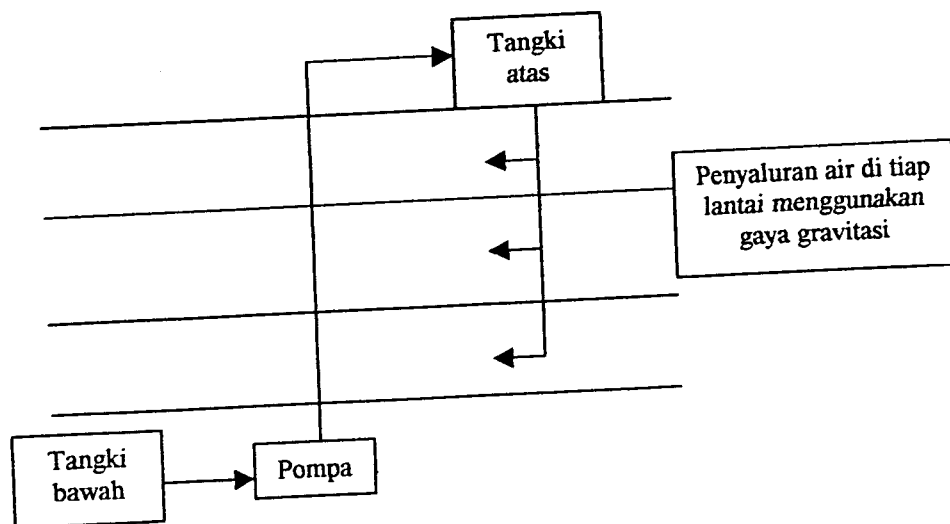 Tangki
atas
Penyaluran air di tiap
lantai menggunakan
gaya gravitasi
Tangki
bawah
Pompa